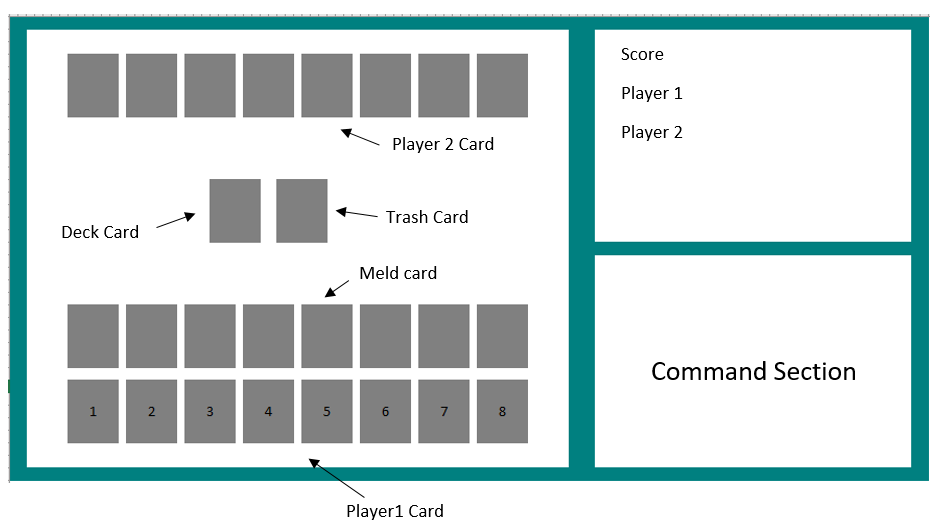 Score
Player 1
Player 2
Player 2 Card
Deck Card
Trash Card
Meld card
1 2 3 4 5 6 7 8
Command Section
Player1 Card